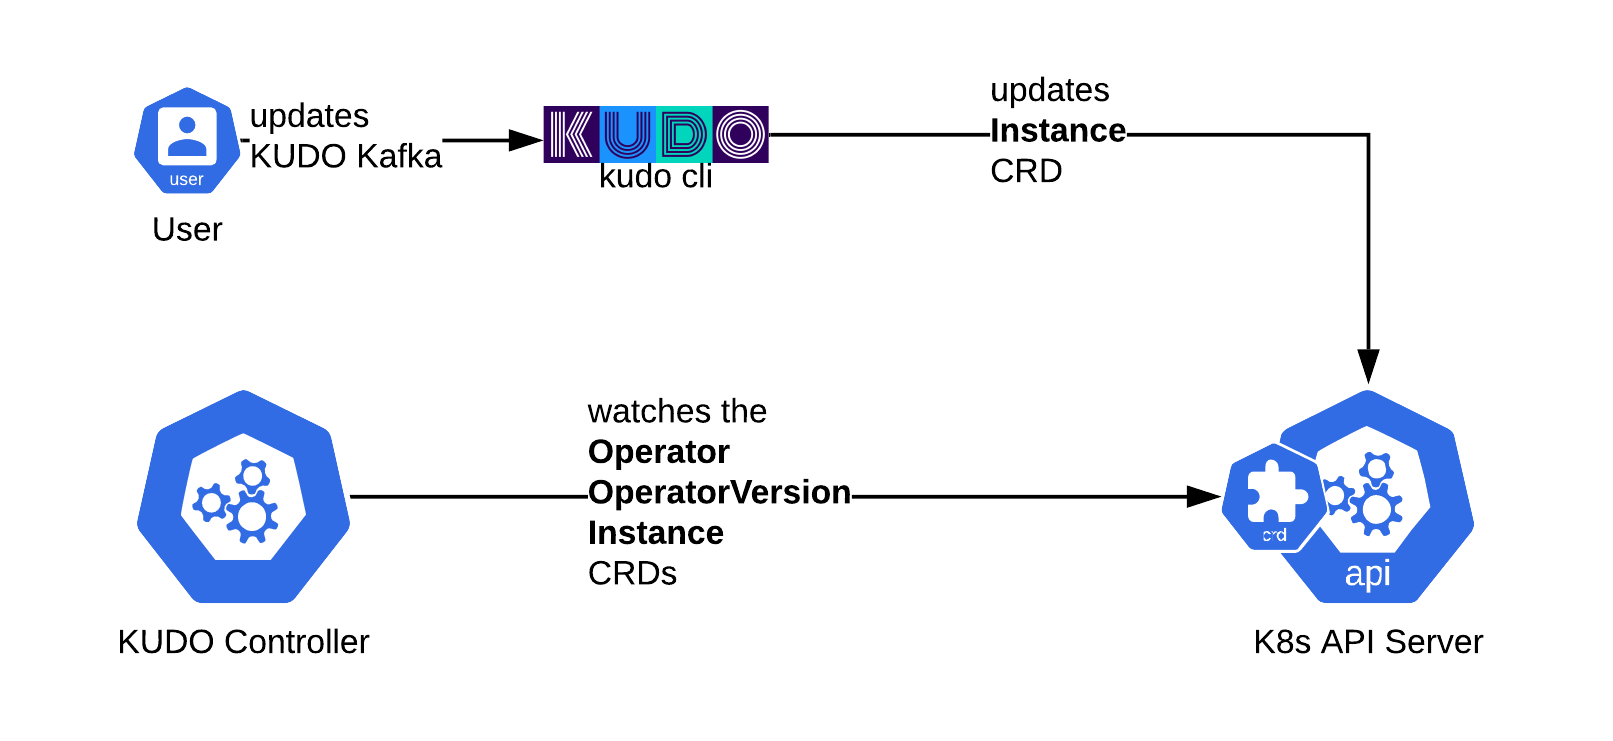 updates
KUDO Kafka
user
User
KUDO
kudo cli
updates
Instance
CRD
watches the
Operator
OperatorVersion
Instance
CRDs
KUDO Controller
crd
api
K8s API Server